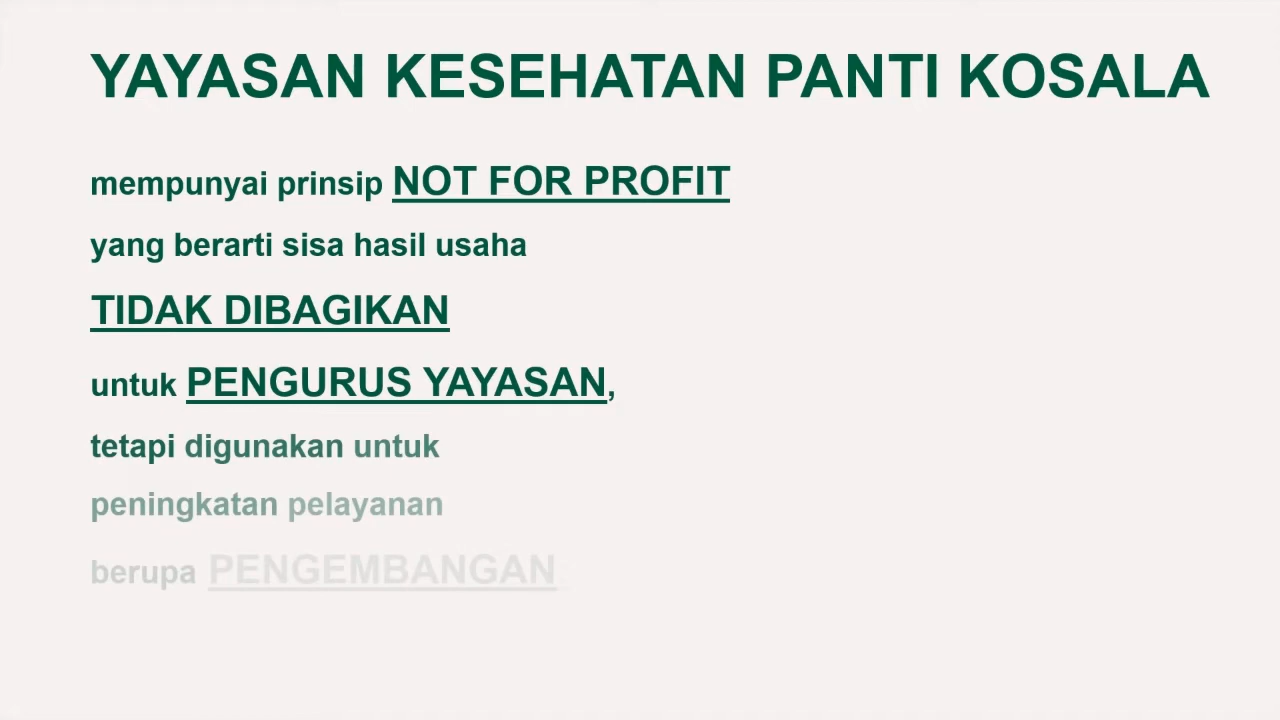 YAYASAN KESEHATAN PANTI KOSALA
mempunyai prinsip NOT FOR PROFIT
yang berarti sisa hasil usaha
TIDAK DIBAGIKAN
untuk PENGURUS YAYASAN,
tetapi digunakan untuk
peningkatan pelayanan
berupa PENGEMBANGAN